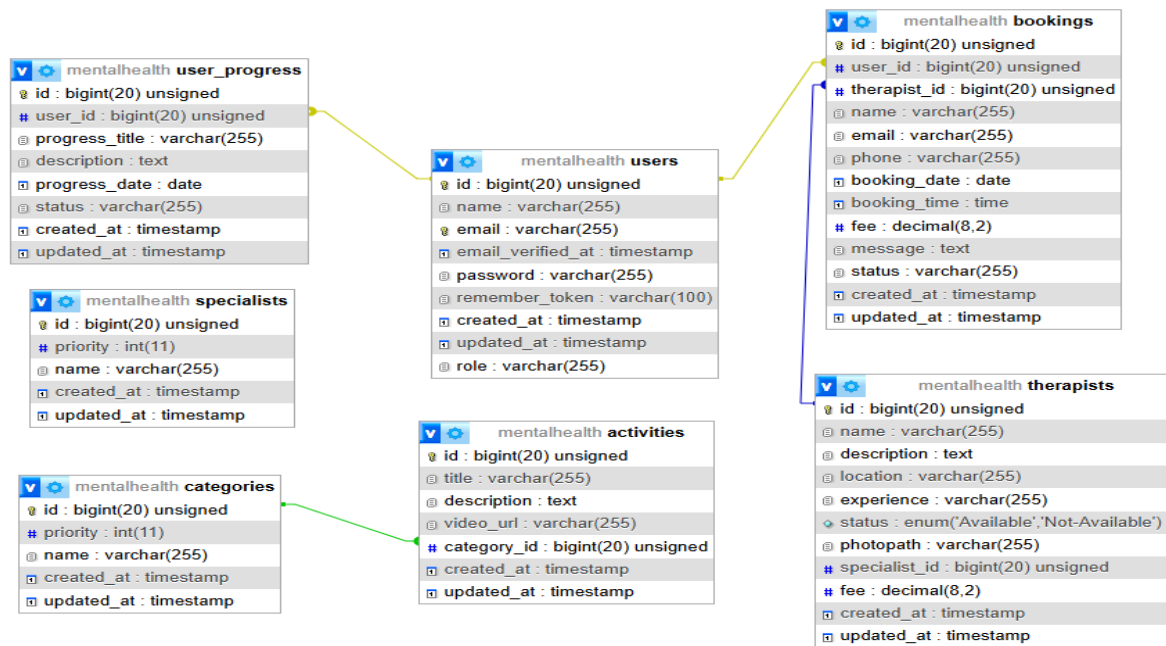 mentalhealth user_progress
id : bigint(20) unsigned
user_id : bigint(20) unsigned
progress_title : varchar(255)
description : text
progress_date : date
status : varchar(255)
created_at : timestamp
updated_at : timestamp
mentalhealth specialists
id : bigint(20) unsigned
priority : int(11)
name : varchar(255)
created_at : timestamp
updated_at : timestamp
mentalhealth categories
id : bigint(20) unsigned
priority : int(11)
name : varchar(255)
created_at : timestamp
updated_at : timestamp
mentalhealth users
id : bigint(20) unsigned
name : varchar(255)
email : varchar(255)
email_verified_at : timestamp
password : varchar(255)
remember_token : varchar(100)
created_at : timestamp
updated_at : timestamp
role : varchar(255)
mentalhealth activities
id : bigint(20) unsigned
title : varchar(255)
description : text
video_url : varchar(255)
category_id : bigint(20) unsigned
created_at : timestamp
updated_at : timestamp
mentalhealth bookings
id : bigint(20) unsigned
user_id : bigint(20) unsigned
therapist_id : bigint(20) unsigned
name : varchar(255)
email : varchar(255)
phone : varchar(255)
booking_date : date
booking_time : time
fee : decimal(8,2)
message : text
status : varchar(255)
created_at : timestamp
updated_at : timestamp
mentalhealth therapists
id : bigint(20) unsigned
name : varchar(255)
description : text
location : varchar(255)
experience : varchar(255)
status : enum('Available','Not-Available')
photopath : varchar(255)
specialist_id : bigint(20) unsigned
fee : decimal(8,2)
created_at : timestamp
updated_at : timestamp